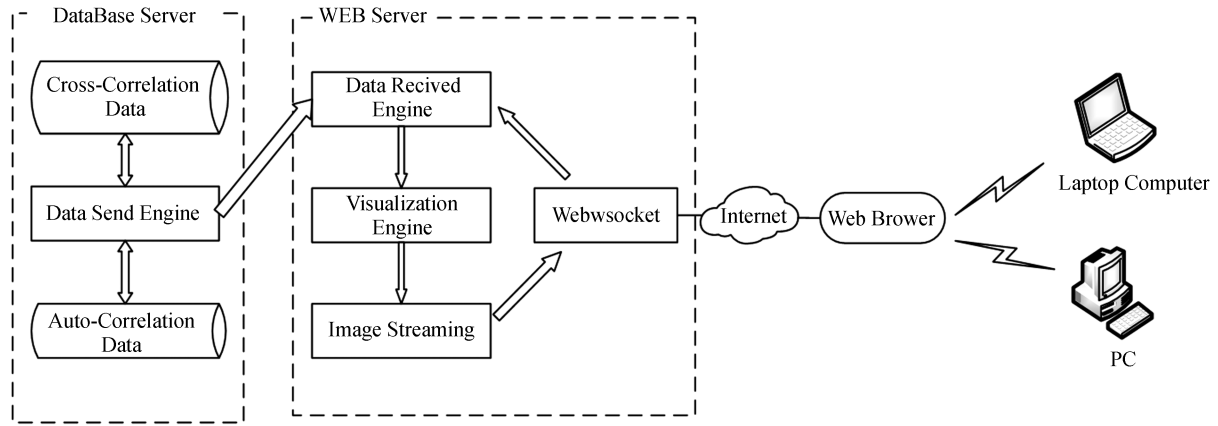 DataBase Server
Cross-Correlation
Data
Data Send Engine
Auto-Correlation
Data
WEB Server
Data Recived
Engine
Visualization
Engine
Image Streaming
Webwsocket
Internet
Web Brower
Laptop Computer
PC